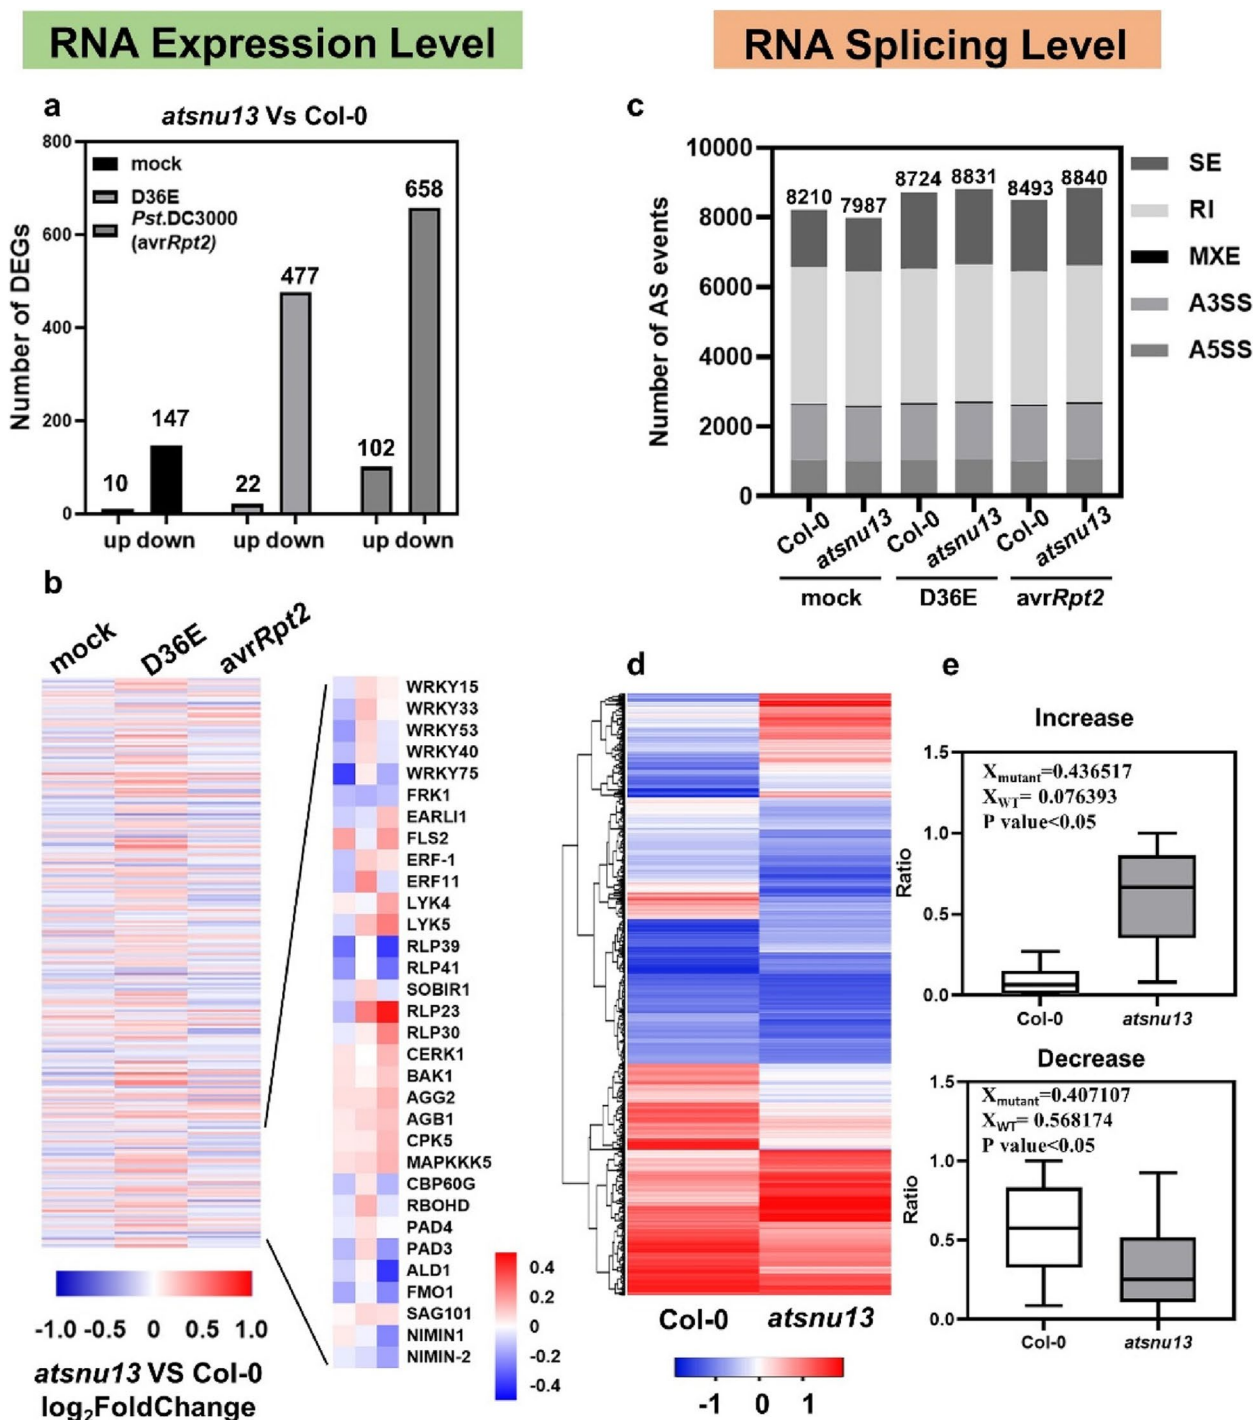 RNA Expression Level
RNA Splicing Level
a
atsnu13 Vs Col-0
800
600
400
200
0
Number of DEGs
mock
D36E
Pst.DC3000
(avrRpt2)
10
147
22
477
102
658
up down
up down
up down
c
10000
8000
6000
4000
2000
0
Number of AS events
8210
7987
8724
8831
8493
8840
SE
RI
MXE
A3SS
A5SS
Col-0
atsnu13
Col-0
atsnu13
Col-0
atsnu13
mock
D36E
avrRpt2
b
mock
D36E
avrRpt2
WRKY15
WRKY33
WRKY53
WRKY40
WRKY75
FRK1
EARLI1
FLS2
ERF-1
ERF11
LYK4
LYK5
RLP39
RLP41
SOBIR1
RLP23
RLP30
CERK1
BAK1
AGG2
AGB1
CPK5
MAPKKK5
CBP60G
RBOHD
PAD4
PAD3
ALD1
FMO1
SAG101
NIMIN1
NIMIN-2
0.4
0.2
0
-0.2
-0.4
-1.0 -0.5 0 0.5 1.0
atsnu13 VS Col-0
log2FoldChange
d
Col-0
atsnu13
-1 0 1
e
Increase
1.5
1.0
0.5
0.0
Ratio
Xmutant=0.436517
XWT= 0.076393
P value<0.05
Col-0
atsnu13
Decrease
1.5
1.0
0.5
0.0
Ratio
Xmutant=0.407107
XWT= 0.568174
P value<0.05
Col-0
atsnu13